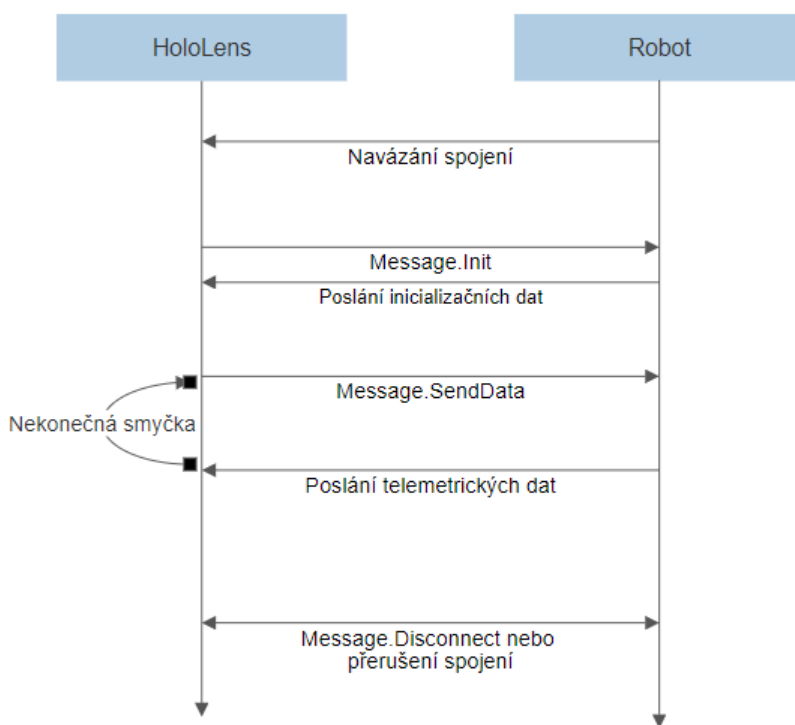 HoloLens
Robot
Navázání spojení
Message.Init
Poslání inicializačních dat
Message.SendData
Nekonečná smyčka
Poslání telemetrických dat
Message.Disconnect nebo
přerušení spojení